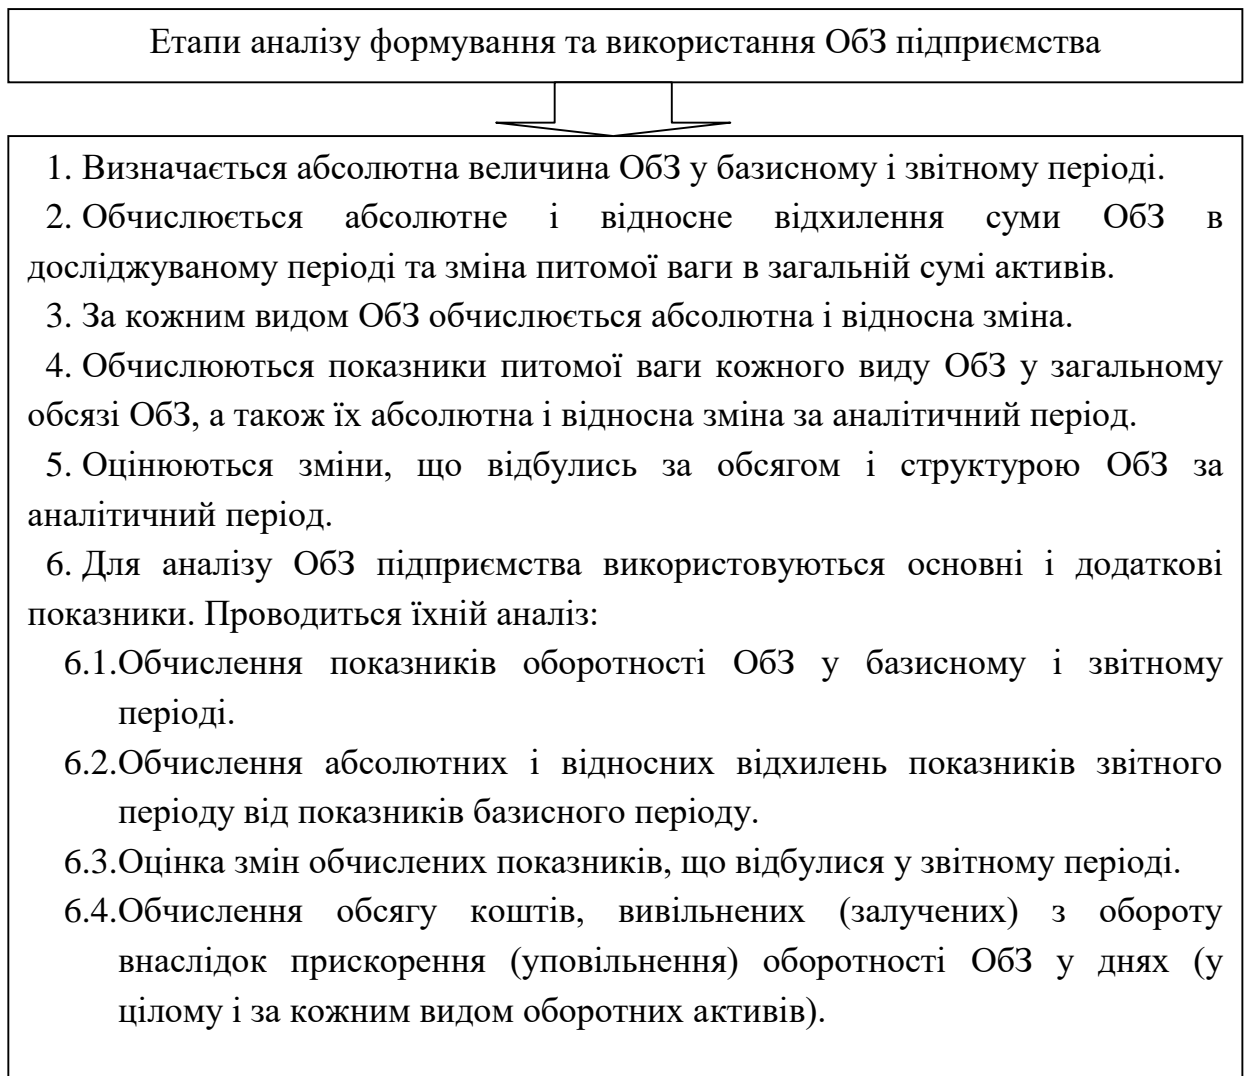 Етапи аналізу формування та використання ОбЗ підприємства
1. Визначається абсолютна величина ОбЗ у базисному і звітному періоді.
2. Обчислюється абсолютне і відносне відхилення суми ОбЗ в
досліджуваному періоді та зміна питомої ваги в загальній сумі активів.
3. За кожним видом ОбЗ обчислюється абсолютна і відносна зміна.
4. Обчислюються показники питомої ваги кожного виду ОбЗ у загальному
обсязі ОбЗ, а також їх абсолютна і відносна зміна за аналітичний період.
5. Оцінюються зміни, що відбулись за обсягом і структурою ОбЗ за
аналітичний період.
6. Для аналізу ОбЗ підприємства використовуються основні і додаткові
показники. Проводиться їхній аналіз:
6.1.Обчислення показників оборотності ОбЗ у базисному і звітному
періоді.
6.2.Обчислення абсолютних і відносних відхилень показників звітного
періоду від показників базисного періоду.
6.3.Оцінка змін обчислених показників, що відбулися у звітному періоді.
6.4.Обчислення обсягу коштів, вивільнених (залучених) з обороту
внаслідок прискорення (уповільнення) оборотності ОбЗ у днях (у
цілому і за кожним видом оборотних активів).